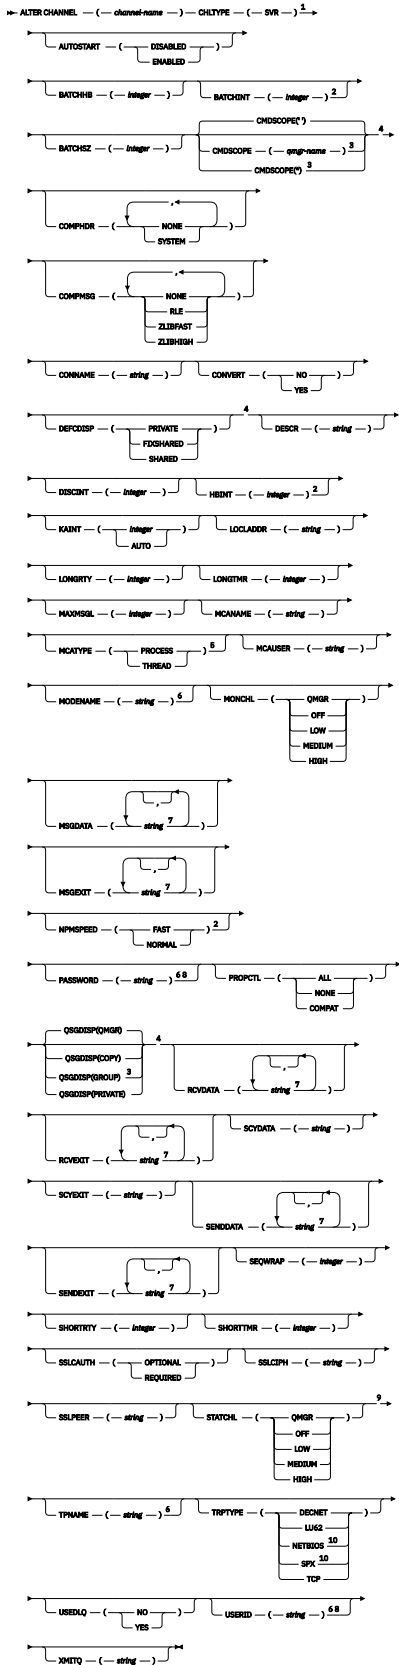 ALTER CHANNEL ( channel-name ) CHLTYPE ( SVR ) 1
AUTOSTART ( DISABLED )
ENABLED
BATCHHB ( integer ) BATCHINT ( integer ) 2
CMDSCOPE(' ')
BATCHSZ ( integer ) CMDSCOPE ( qmgr-name ) 3 4
CMDSCOPE(*) 3
,
COMPHDR ( NONE )
SYSTEM
,
COMPMSG ( NONE )
RLE
ZLIBFAST
ZLIBHIGH
CONNAME ( string ) CONVERT ( NO )
YES
DEFCDISP ( PRIVATE ) 4 DESCR ( string )
FIXSHARED
SHARED
DISCINT ( integer ) HBINT ( integer ) 2
KAINT ( integer ) LOCLADDR ( string )
AUTO
LONGRTY ( integer ) LONGTMR ( integer )
MAXMSGL ( integer ) MCANAME ( string )
MCATYPE ( PROCESS ) 5 MCAUSER ( string )
THREAD
MODENAME ( string ) 6 MONCHL ( QMGR )
OFF
LOW
MEDIUM
HIGH
,
MSGDATA ( string 7 )
,
MSGEXIT ( string 7 )
NPMSPEED ( FAST ) 2
NORMAL
PASSWORD ( string ) 6 8 PROPCTL ( ALL )
NONE
COMPAT
QSGDISP(QMGR) 4
QSGDISP(COPY)
QSGDISP(GROUP) 3
QSGDISP(PRIVATE)
,
RCVDATA ( string 7 )
,
RCVEXIT ( string 7 ) SCYDATA ( string )
,
SCYEXIT ( string ) SENDDATA ( string 7 )
,
SENDEXIT ( string 7 ) SEQWRAP ( integer )
SHORTRTY ( integer ) SHORTTMR ( integer )
SSLCAUTH ( OPTIONAL ) SSLCIPH ( string )
REQUIRED
SSLPEER ( string ) STATCHL ( QMGR ) 9
OFF
LOW
MEDIUM
HIGH
TPNAME ( string ) 6 TRPTYPE ( DECNET )
LU62
NETBIOS 10
SPX 10
TCP
USEDLQ ( NO ) USERID ( string ) 6 8
YES
XMITQ ( string )